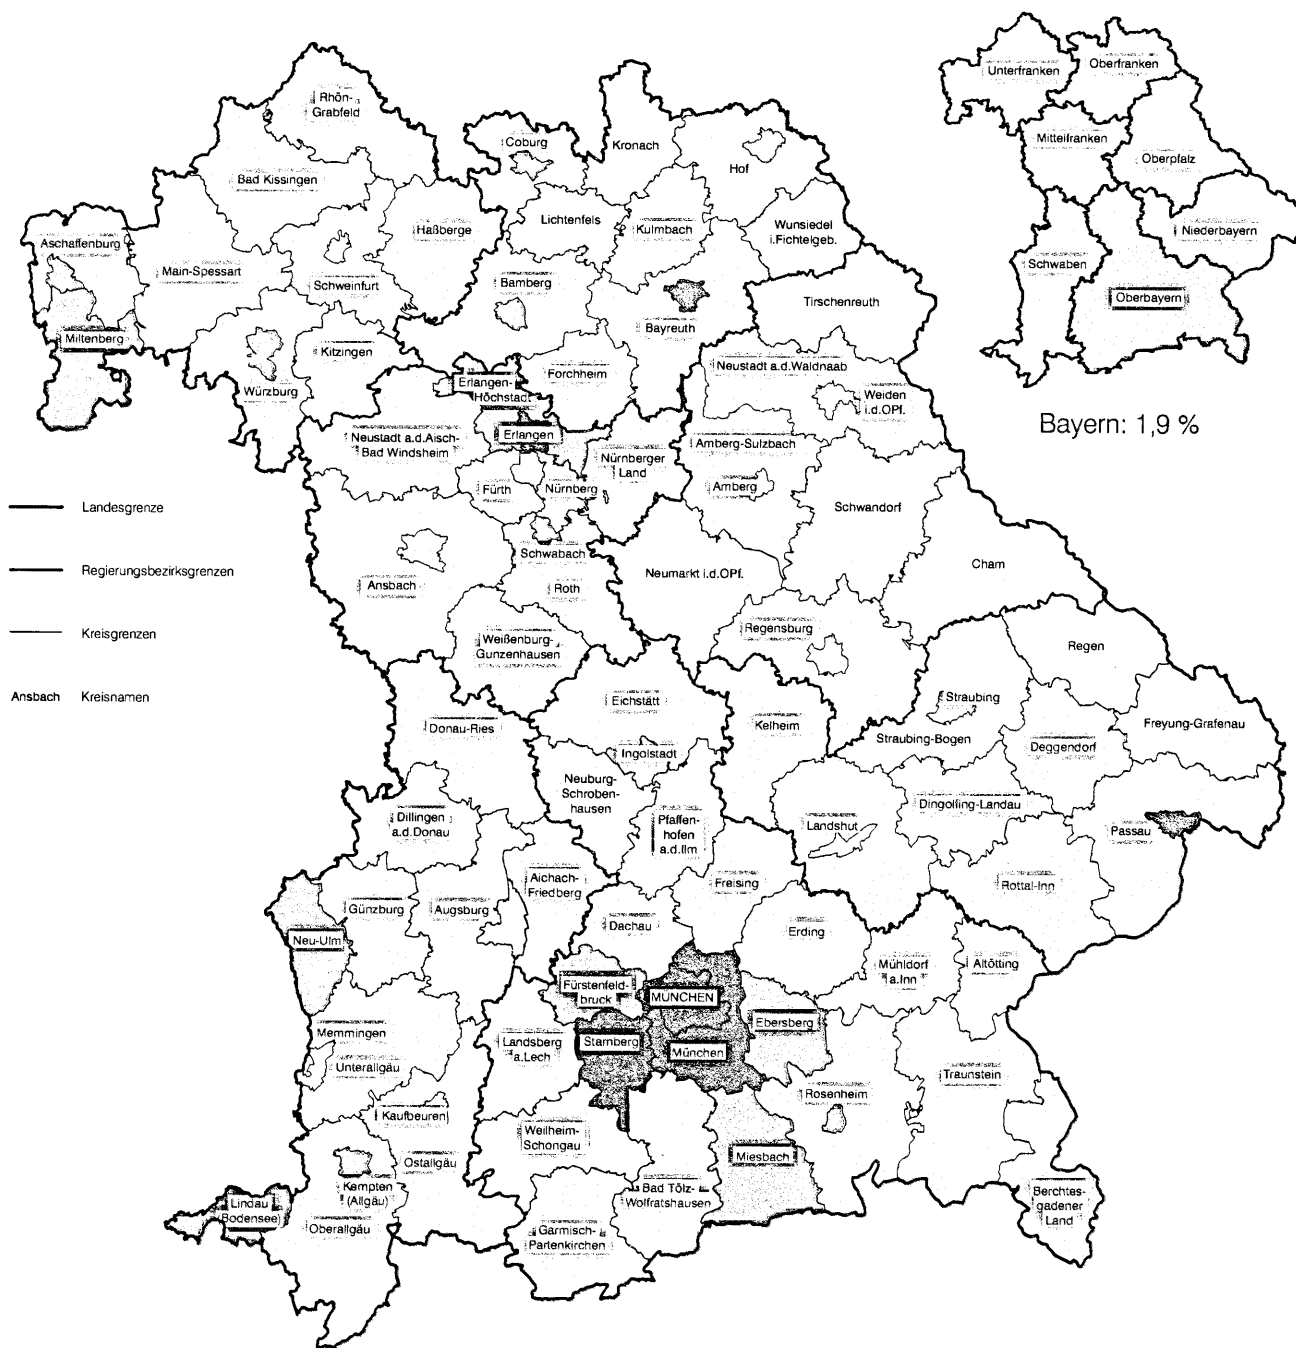 Rhön-
Grabfeld
Coburg
Kronach
Hof
Bad Kissingen
Lichtenfels
Haßberge
Kulmbach
Wunsiedel
i.Fichtelgeb.
Aschaffenburg
Main-Spessart
Schweinfurt
Bamberg
Bayreuth
Tirschenreuth
Miltenberg
Kitzingen
Würzburg
Forchheim
Erlangen-
Höchstadt
Neustadt a.d.Waldnaab
Weiden
i.d.OPf.
Neustadt a.d.Aisch-
Bad Windsheim
Erlangen
Nürnberger
Land
Amberg-Sulzbach
Amberg
Fürth
Nürnberg
Schwandorf
Schwabach
Ansbach
Roth
Neumarkt i.d.OPf.
Cham
Weißenburg-
Gunzenhausen
Regensburg
Regen
Eichstätt
Straubing
Donau-Ries
Kelheim
Straubing-Bogen
Deggendorf
Freyung-Grafenau
Ingolstadt
Neuburg-
Schroben-
hausen
Dillingen
a.d.Donau
Pfaffen-
hofen
a.d.Ilm
Landshut
Dingolfing-Landau
Passau
Rottal-Inn
Aichach-
Friedberg
Freising
Günzburg
Augsburg
Dachau
Erding
Neu-Ulm
Mühldorf
a.Inn
Altötting
Fürstenfeld-
bruck
MÜNCHEN
Ebersberg
Memmingen
Unterallgäu
Landsberg
a.Lech
Starnberg
München
Traunstein
Rosenheim
Kaufbeuren
Weilheim-
Schongau
Miesbach
Ostallgäu
Kempten
(Allgäu)
Bad Tölz-
Wolfratshausen
Lindau
(Bodensee)
Oberallgäu
Garmisch-
Partenkirchen
Berchtes-
gadener
Land
Landesgrenze
Regierungsbezirksgrenzen
Kreisgrenzen
Ansbach Kreisnamen
Unterfranken
Oberfranken
Mittelfranken
Oberpfalz
Niederbayern
Schwaben
Oberbayern
Bayern: 1,9 %